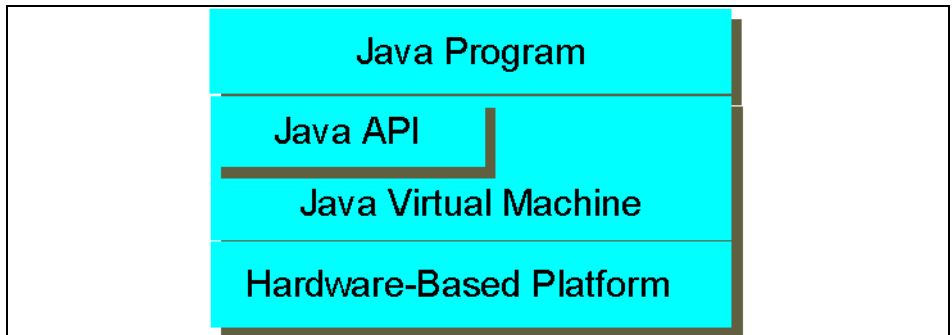 Java Program
Java API
Java Virtual Machine
Hardware-Based Platform